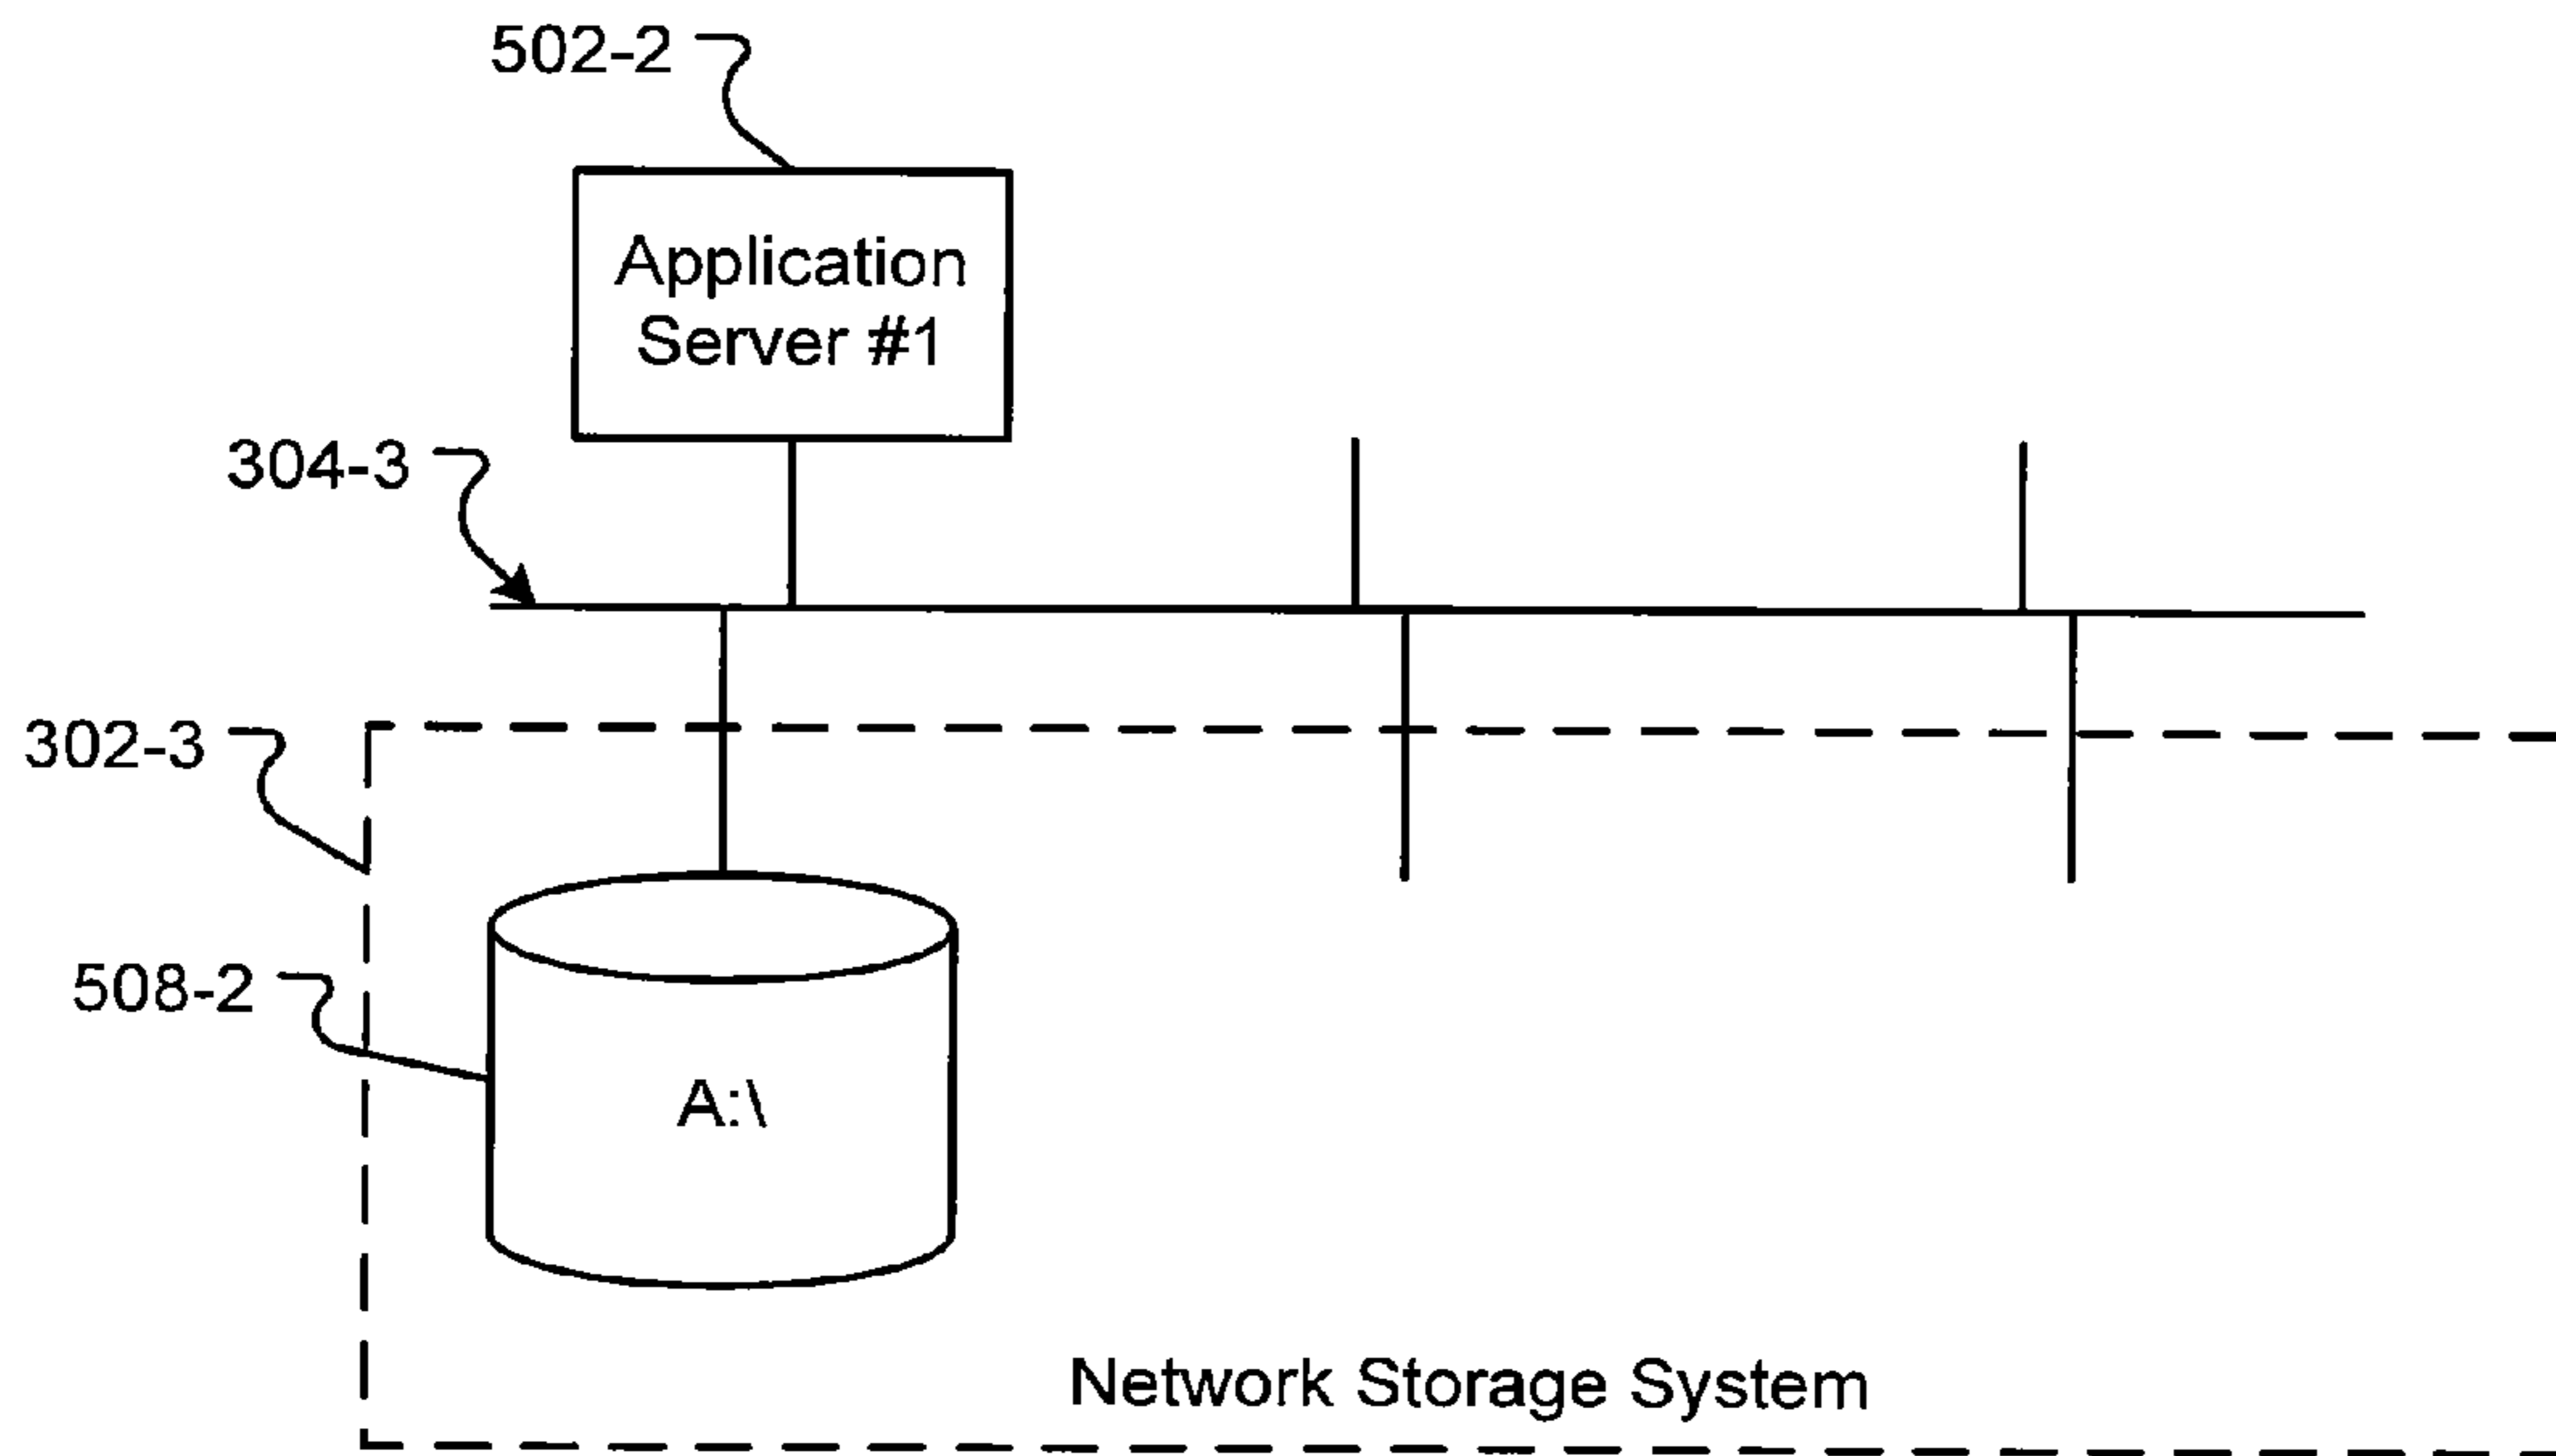 502-2
Application
Server #1
304-3
302-3
508-2
A:\
Network Storage System